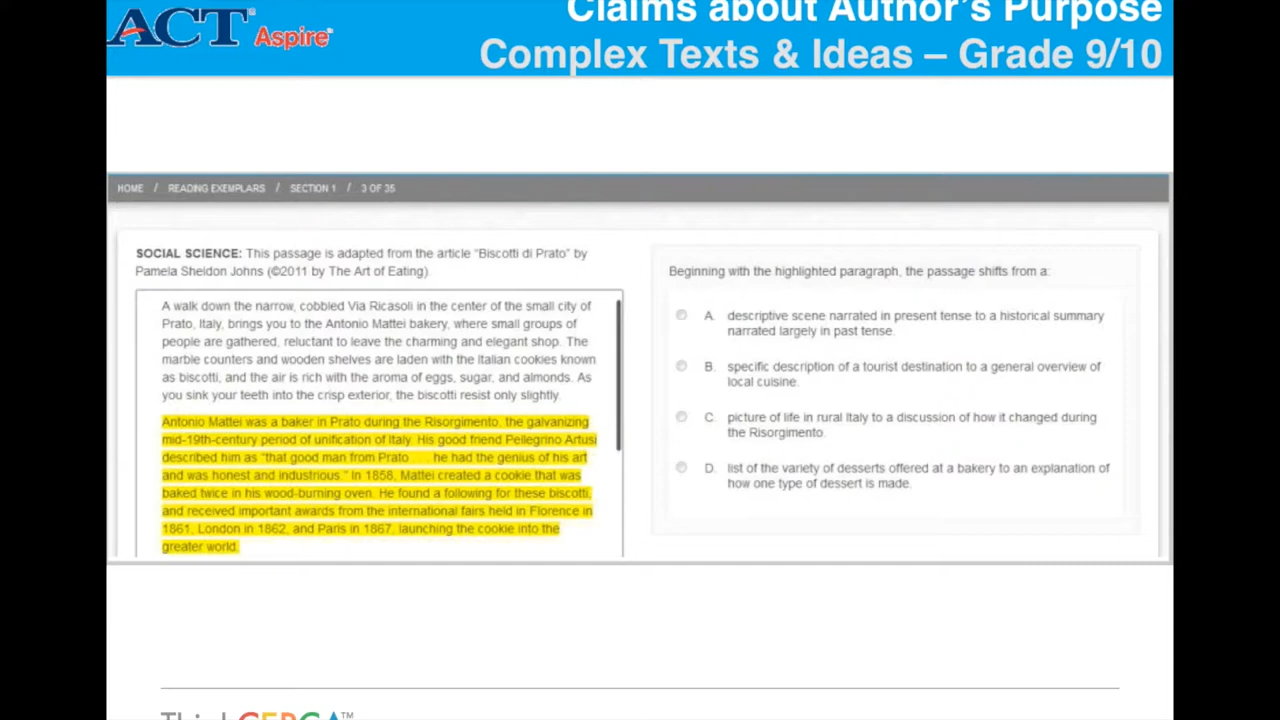 Claims about Author's Purpose
ACT Aspire
Complex Texts & Ideas – Grade 9/10
HOME / READING EXEMPLARS / SECTION 1 / 3 OF 35
SOCIAL SCIENCE: This passage is adapted from the article "Biscotti di Prato" by
Pamela Sheldon Johns (©2011 by The Art of Eating).
A walk down the narrow, cobbled Via Ricasoli in the center of the small city of
Prato, Italy, brings you to the Antonio Mattei bakery, where small groups of
people are gathered, reluctant to leave the charming and elegant shop. The
marble counters and wooden shelves are laden with the Italian cookies known
as biscotti, and the air is rich with the aroma of eggs, sugar, and almonds. As
you sink your teeth into the crisp exterior, the biscotti resist only slightly.
Antonio Mattei was a baker in Prato during the Risorgimento, the galvanizing
mid-19th-century period of unification of Italy. His good friend Pellegrino Artusi
described him as "that good man from Prato . . . he had the genius of his art
and was honest and industrious." In 1858, Mattei created a cookie that was
baked twice in his wood-burning oven. He found a following for these biscotti,
and received important awards from the international fairs held in Florence in
1861, London in 1862, and Paris in 1867, launching the cookie into the
greater world.
Beginning with the highlighted paragraph, the passage shifts from a:
A. descriptive scene narrated in present tense to a historical summary
narrated largely in past tense.
B. specific description of a tourist destination to a general overview of
local cuisine.
C. picture of life in rural Italy to a discussion of how it changed during
the Risorgimento.
D. list of the variety of desserts offered at a bakery to an explanation of
how one type of dessert is made.
ThinkCERCA™